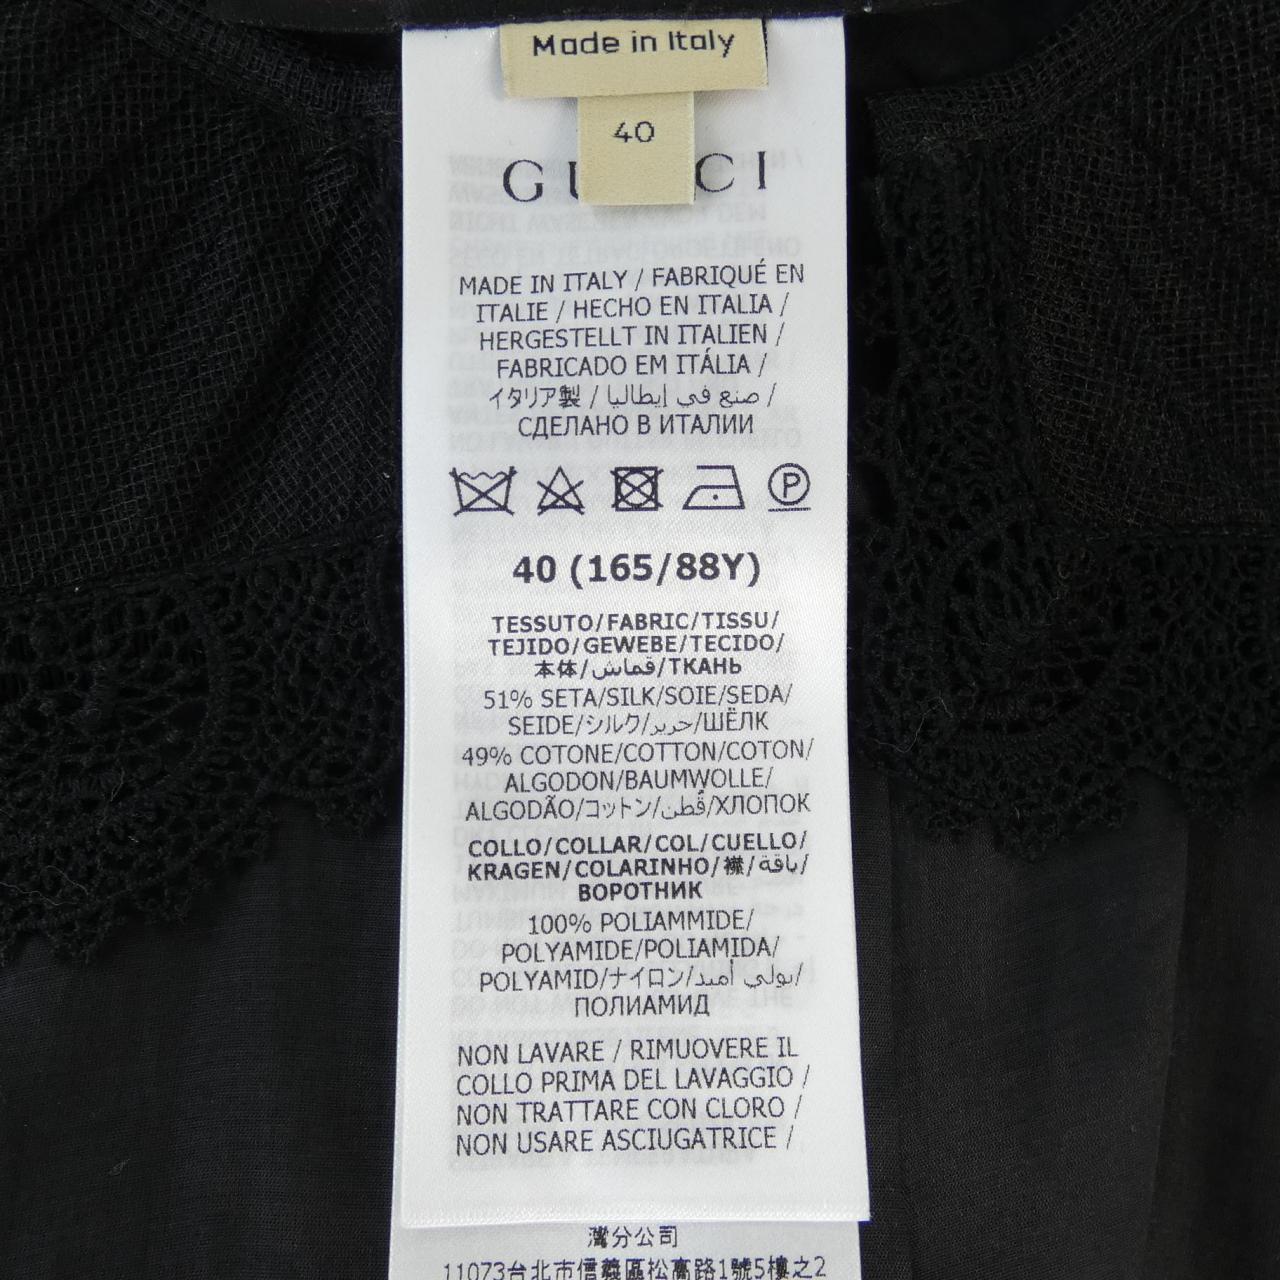 Made in Italy
40
GUCCI
MADE IN ITALY / FABRIQUÉ EN
ITALIE / HECHO EN ITALIA /
HERGESTELLT IN ITALIEN /
FABRICADO EM ITÁLIA /
イタリア製 / صنع في إيطاليا /
СДЕЛАНО В ИТАЛИИ
P
40 (165/88Y)
TESSUTO/FABRIC/TISSU/
TEJIDO/GEWEBE/TECIDO/
本体/قماش/ТКАНЬ
51% SETA/SILK/SOIE/SEDA/
SEIDE/シルク/حرير/ШЁЛК
49% COTONE/COTTON/COTON/
ALGODON/BAUMWOLLE/
ALGODÃO/コットン/قُطن/ХЛОПОК
COLLO/COLLAR/COL/CUELLO/
KRAGEN/COLARINHO/襟/ياقة/
ВОРОТНИК
100% POLIAMMIDE/
POLYAMIDE/POLIAMIDA/
POLYAMID/ナイロン/بولي أميد/
ПОЛИАМИД
NON LAVARE / RIMUOVERE IL
COLLO PRIMA DEL LAVAGGIO /
NON TRATTARE CON CLORO /
NON USARE ASCIUGATRICE /
灣分公司
11073台北市信義區松高路1號5樓之2